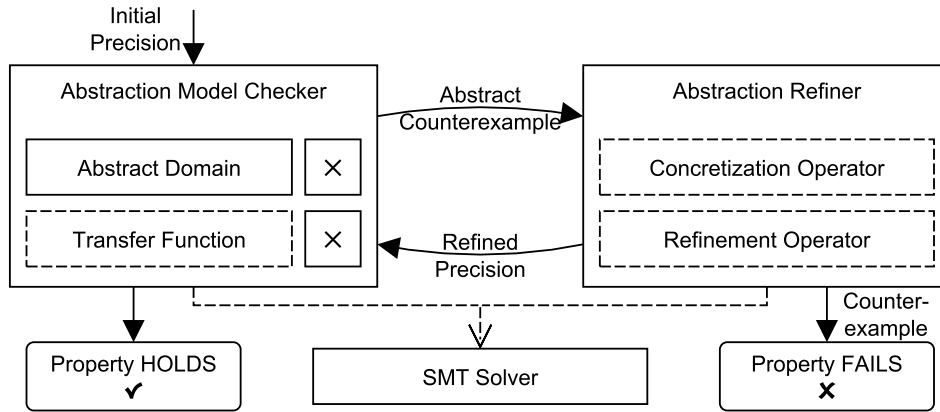 Initial
Precision
Abstraction Model Checker
Abstract
Counterexample
Abstraction Refiner
Abstract Domain
×
Concretization Operator
Transfer Function
×
Refined
Precision
Refinement Operator
Counter-
example
Property HOLDS
✓
SMT Solver
Property FAILS
✗